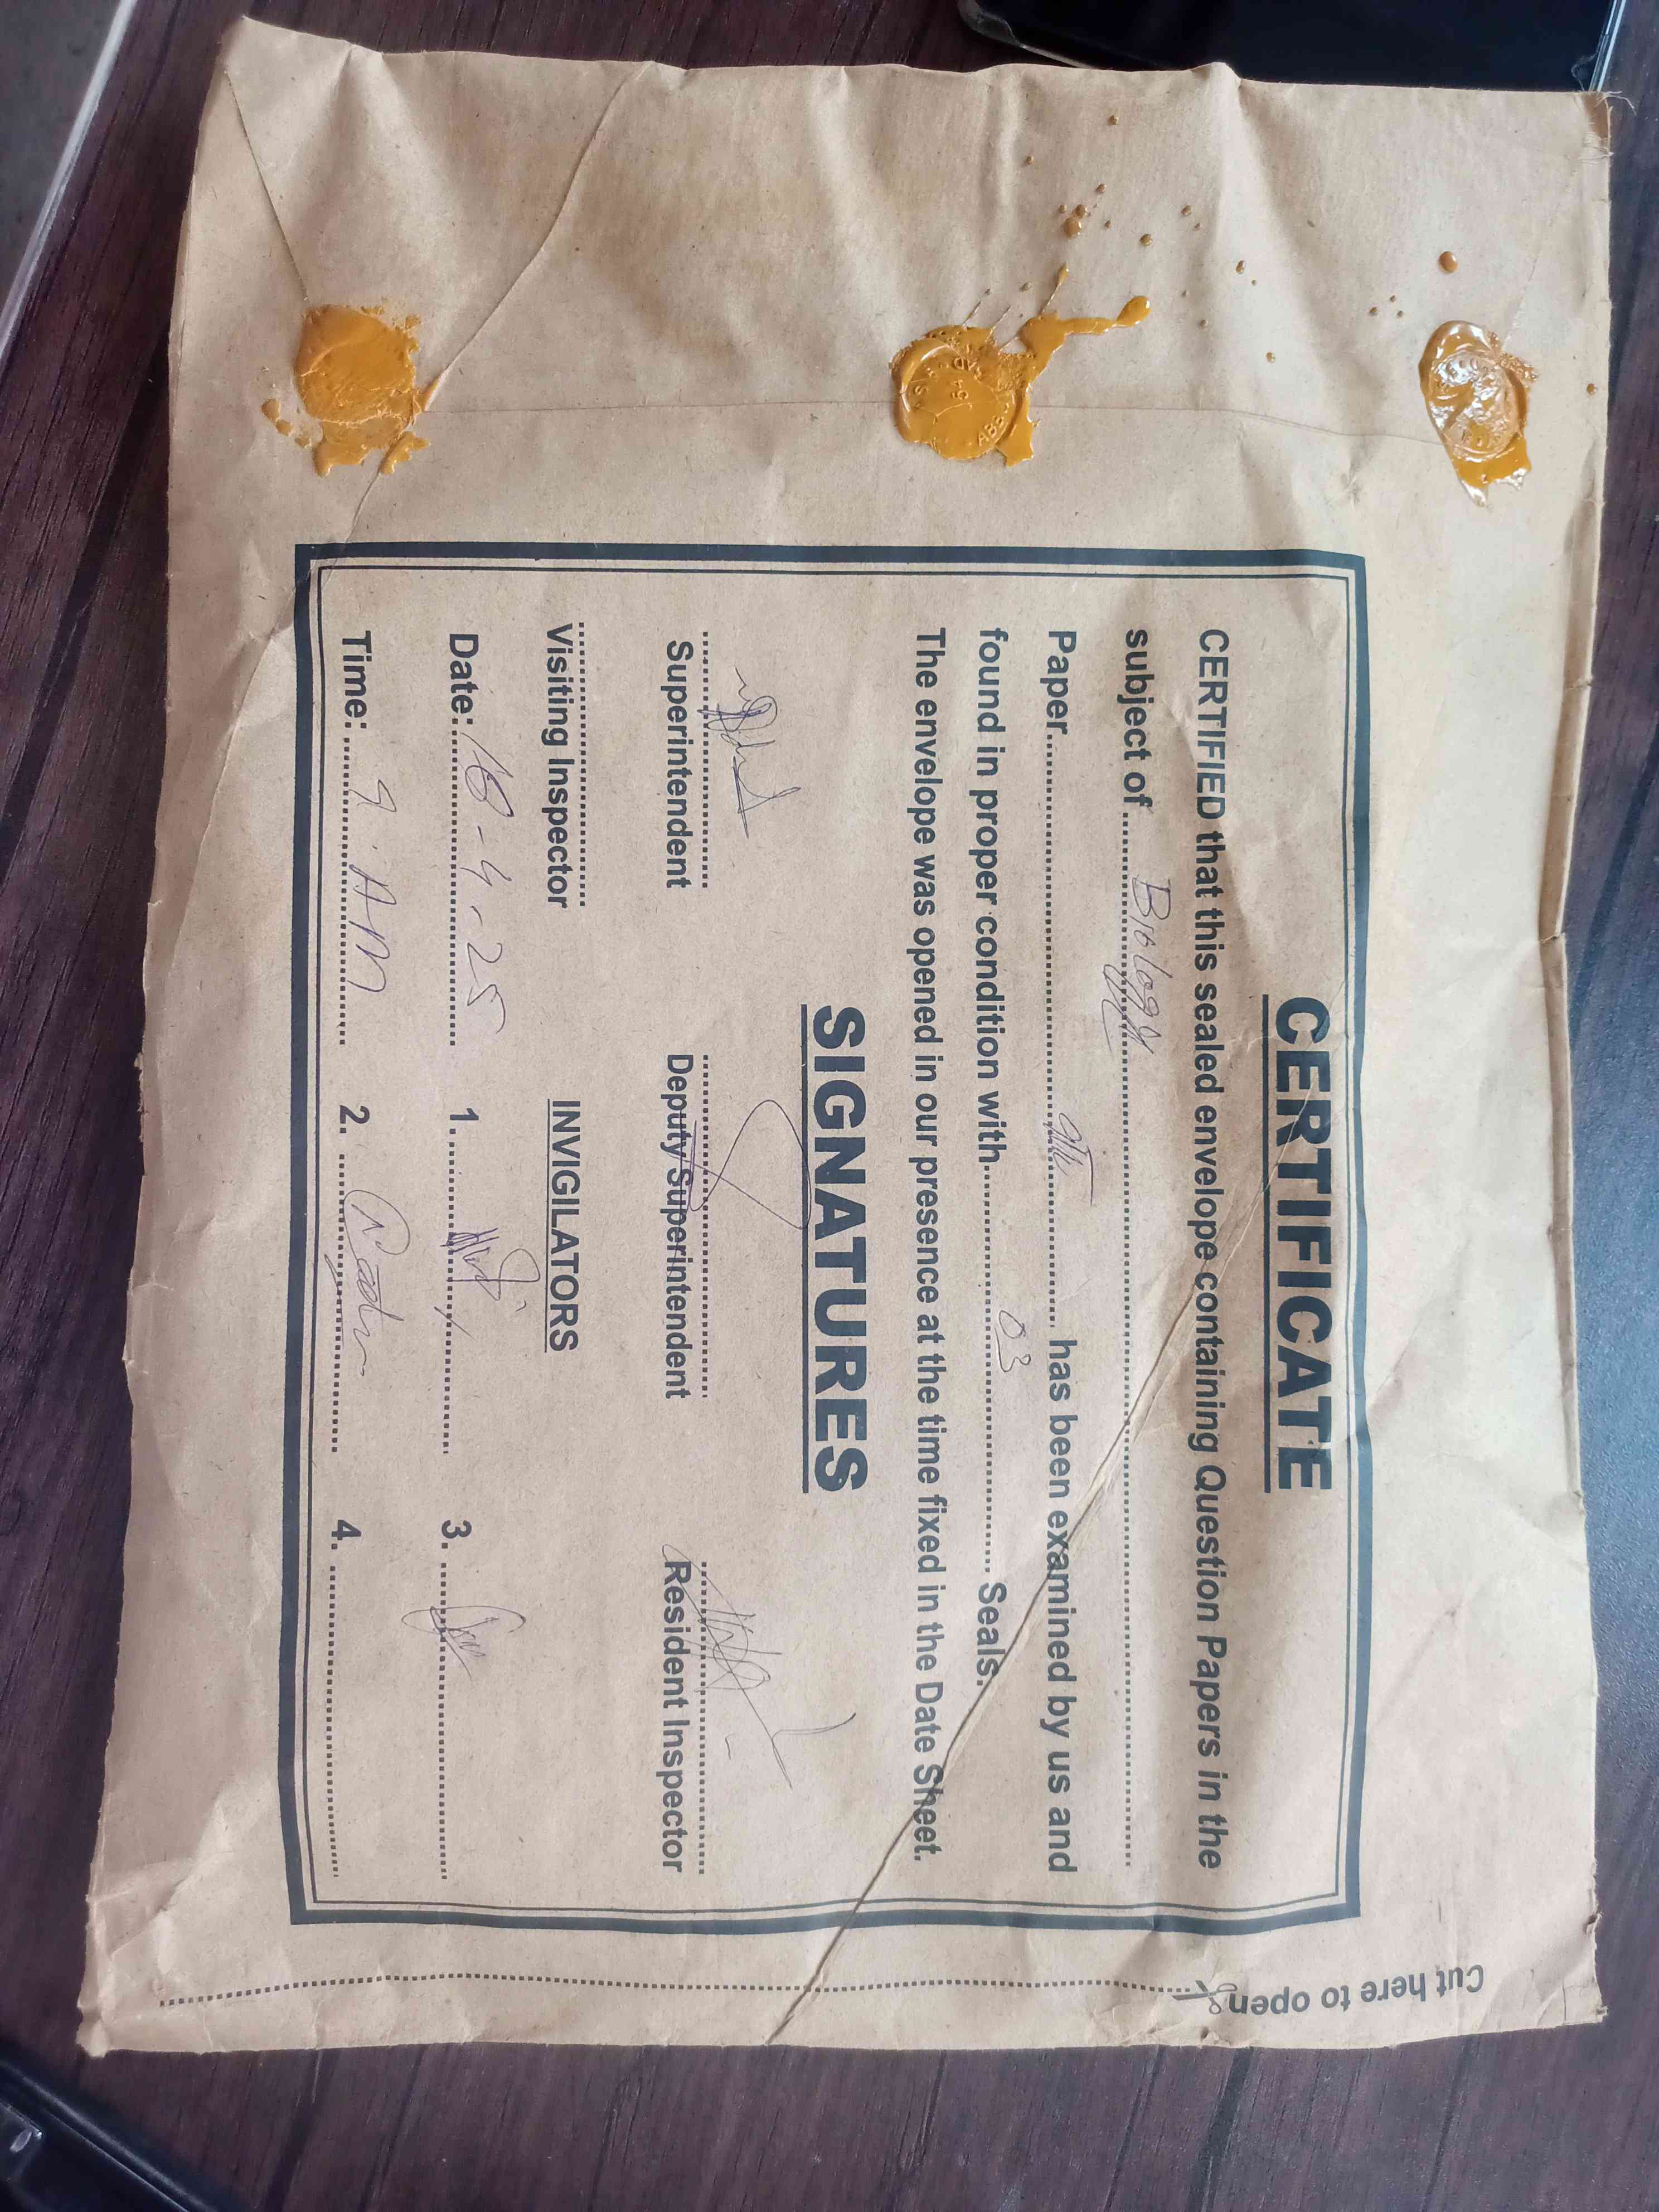 CERTIFICATE
CERTIFIED that this sealed envelope containing Question Papers in the
subject of Biology
Paper 9th has been examined by us and
found in proper condition with 03 Seals.
The envelope was opened in our presence at the time fixed in the Date Sheet.
SIGNATURES
Superintendent Deputy Superintendent Resident Inspector
Visiting Inspector INVIGILATORS
Date: 18-4-25 1. 3.
Time: 9 AM 2. 4.
Cut here to open